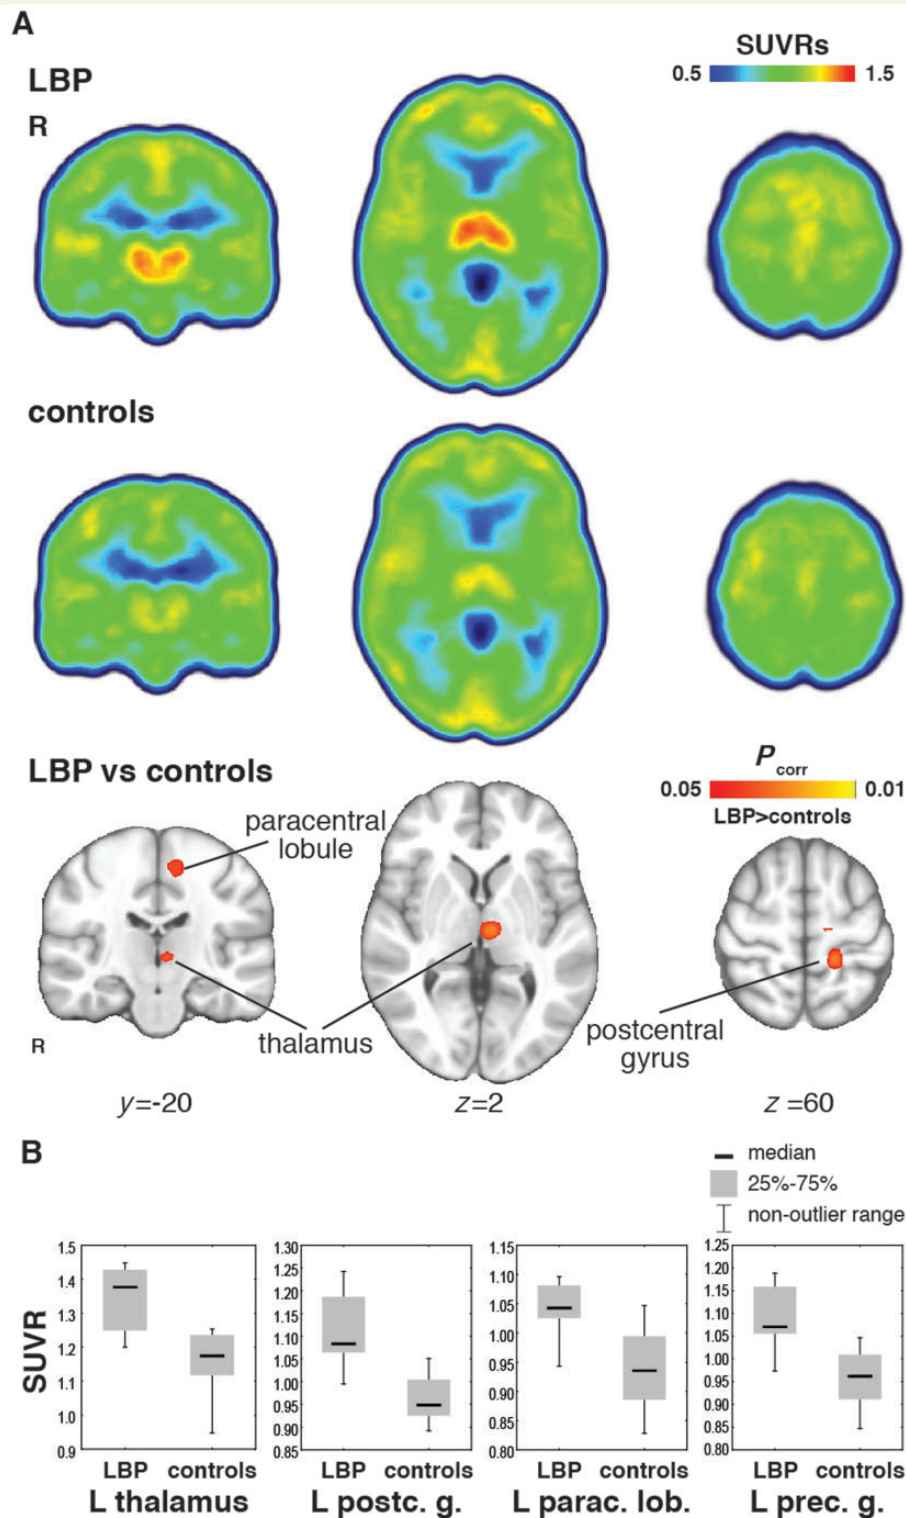 A
SUVRs
0.5 1.5
LBP
R
controls
LBP vs controls
P corr
0.05 0.01
LBP>controls
paracentral
lobule
thalamus
postcentral
gyrus
R
y=-20 z=2 z =60
B
median
25%-75%
non-outlier range
SUVR
1.5
1.4
1.3
1.2
1.1
1.0
0.9
LBP controls
L thalamus
1.30
1.25
1.20
1.15
1.10
1.05
1.00
0.95
0.90
0.85
LBP controls
L postc. g.
1.15
1.10
1.05
1.00
0.95
0.90
0.85
0.80
LBP controls
L parac. lob.
1.25
1.20
1.15
1.10
1.05
1.00
0.95
0.90
0.85
0.80
LBP controls
L prec. g.